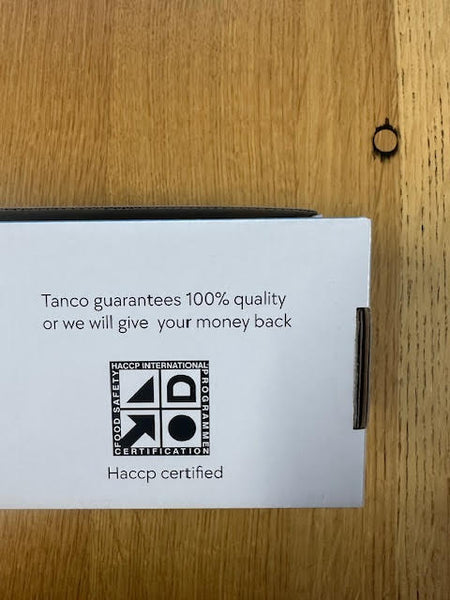 Tanco guarantees 100% quality
or we will give your money back
HACCP INTERNATIONAL
FOOD SAFETY
PROGRAMME
CERTIFICATION
Haccp certified